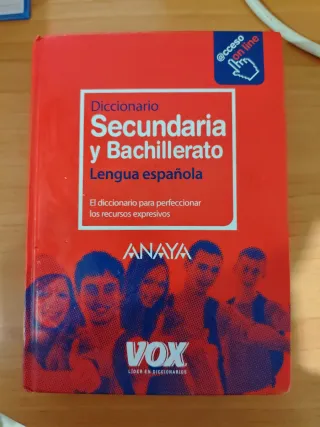 @cceso
on line
Diccionario
Secundaria
y Bachillerato
Lengua española
El diccionario para perfeccionar
los recursos expresivos
ANAYA
VOX
LÍDER EN DICCIONARIOS